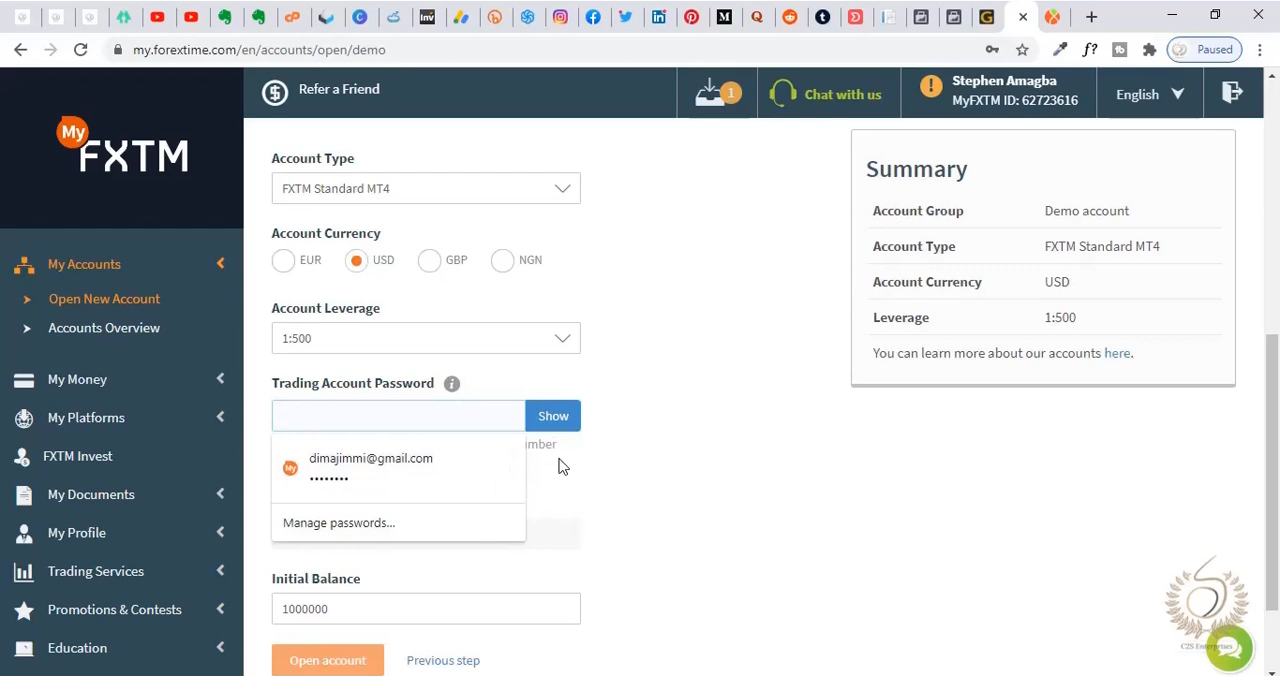 Inv
my.forextime.com/en/accounts/open/demo
f?
Paused
Refer a Friend
1
Chat with us
Stephen Amagba
MyFXTM ID: 62723616
English
My
FXTM
My Accounts
Open New Account
Accounts Overview
My Money
My Platforms
FXTM Invest
My Documents
My Profile
Trading Services
Promotions & Contests
Education
Account Type
FXTM Standard MT4
Account Currency
EUR
USD
GBP
NGN
Account Leverage
1:500
Trading Account Password
i
Show
umber
My
dimajimmi@gmail.com
••••••••
Manage passwords...
Initial Balance
1000000
Open account
Previous step
Summary
Account Group Demo account
Account Type FXTM Standard MT4
Account Currency USD
Leverage 1:500
You can learn more about our accounts here.
C2S Enterprises